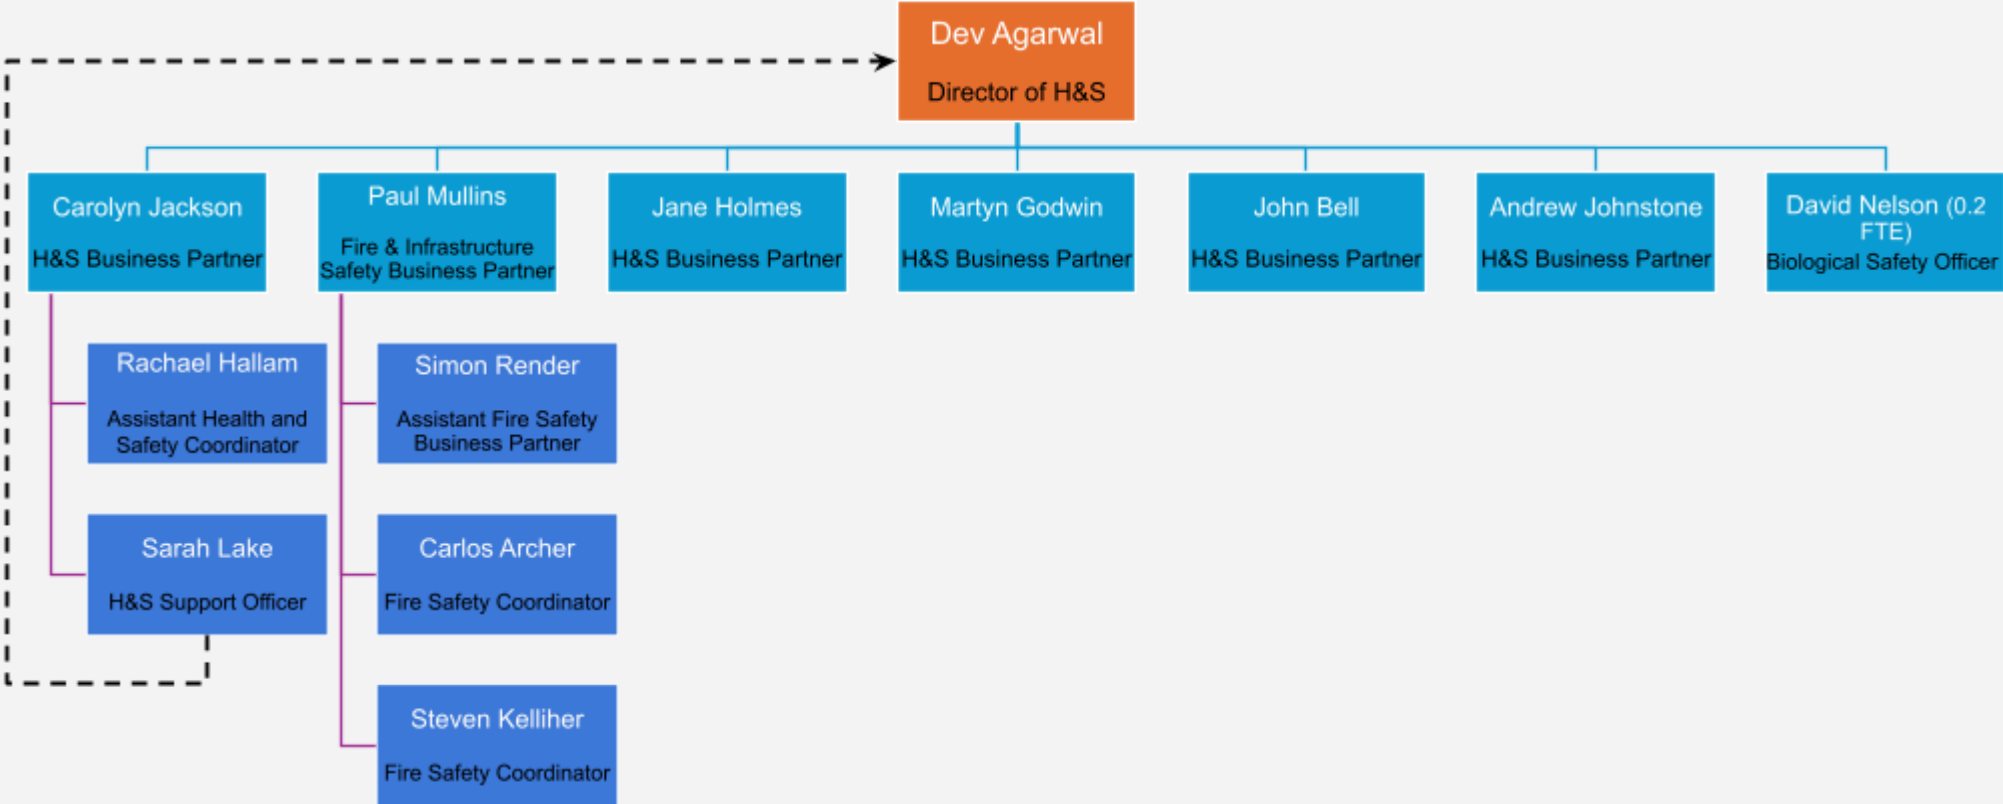 Dev Agarwal
Director of H&S
Carolyn Jackson
H&S Business Partner
Paul Mullins
Fire & Infrastructure
Safety Business Partner
Jane Holmes
H&S Business Partner
Martyn Godwin
H&S Business Partner
John Bell
H&S Business Partner
Andrew Johnstone
H&S Business Partner
David Nelson (0.2
FTE)
Biological Safety Officer
Rachael Hallam
Assistant Health and
Safety Coordinator
Simon Render
Assistant Fire Safety
Business Partner
Sarah Lake
H&S Support Officer
Carlos Archer
Fire Safety Coordinator
Steven Kelliher
Fire Safety Coordinator